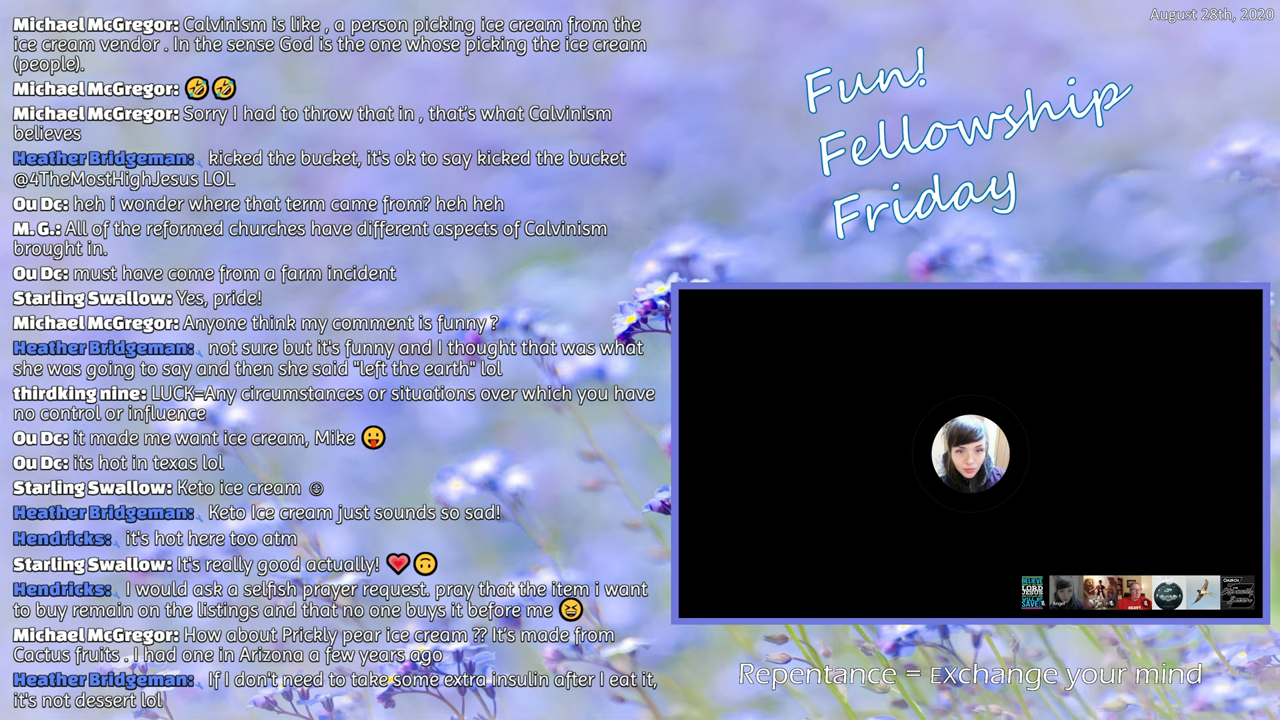 Michael McGregor: Calvinism is like , a person picking ice cream from the
ice cream vendor . In the sense God is the one whose picking the ice cream
(people).
Michael McGregor: 🤣🤣
Michael McGregor: Sorry I had to throw that in , that's what Calvinism
believes
Heather Bridgeman: kicked the bucket, it's ok to say kicked the bucket
@4TheMostHighJesus LOL
Ou Dc: heh i wonder where that term came from? heh heh
M. G.: All of the reformed churches have different aspects of Calvinism
brought in.
Ou Dc: must have come from a farm incident
Starling Swallow: Yes, pride!
Michael McGregor: Anyone think my comment is funny ?
Heather Bridgeman: not sure but it's funny and I thought that was what
she was going to say and then she said "left the earth" lol
thirdking nine: LUCK=Any circumstances or situations over which you have
no control or influence
Ou Dc: it made me want ice cream, Mike 😛
Ou Dc: its hot in texas lol
Starling Swallow: Keto ice cream ☺
Heather Bridgeman: Keto Ice cream just sounds so sad!
Hendricks: it's hot here too atm
Starling Swallow: It's really good actually! ❤️🙃
Hendricks: I would ask a selfish prayer request. pray that the item i want
to buy remain on the listings and that no one buys it before me 😆
Michael McGregor: How about Prickly pear ice cream ?? It's made from
Cactus fruits . I had one in Arizona a few years ago
Heather Bridgeman: If I don't need to take some extra insulin after I eat it,
it's not dessert lol
August 28th, 2020
Fun!
Fellowship
Friday
BELIEVE
LORD
JESUS
SAVE
Repentance = Exchange your mind